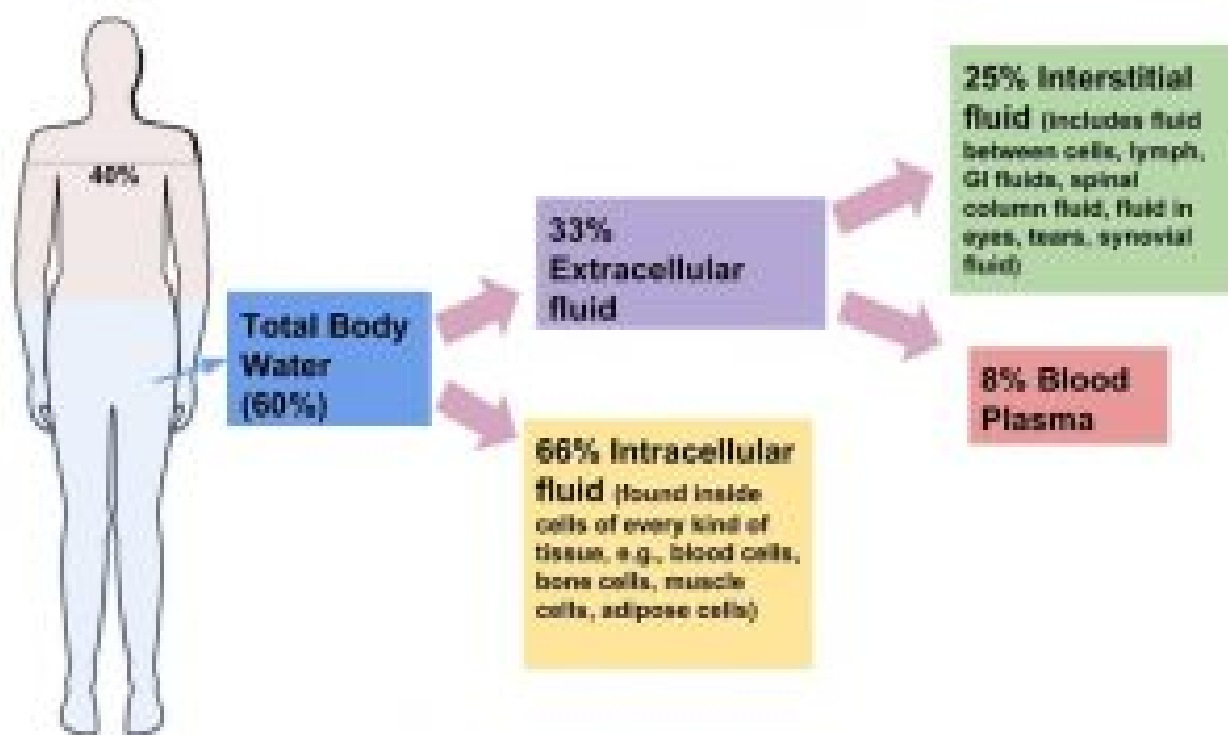 40%
Total Body
Water
(60%)
33%
Extracellular
fluid
66% Intracellular
fluid (found inside
cells of every kind of
tissue, e.g., blood cells,
bone cells, muscle
cells, adipose cells)
25% Interstitial
fluid (includes fluid
between cells, lymph,
GI fluids, spinal
column fluid, fluid in
eyes, tears, synovial
fluid)
8% Blood
Plasma